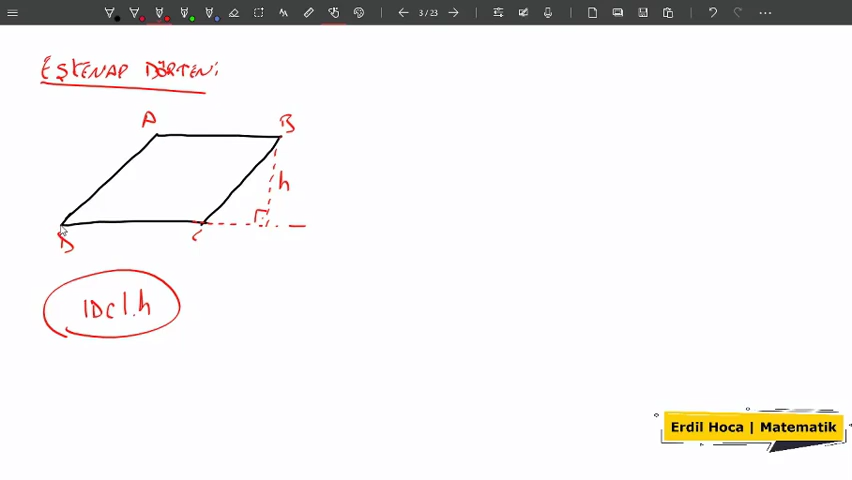 3 / 23
EŞKENAR DÖRTEN:
A
B
h
D
C
|DC|.h
Erdil Hoca | Matematik